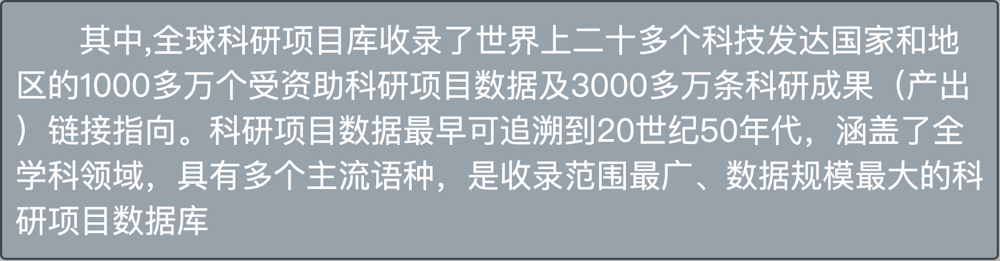 其中,全球科研项目库收录了世界上二十多个科技发达国家和地
区的1000多万个受资助科研项目数据及3000多万条科研成果（产出
）链接指向。科研项目数据最早可追溯到20世纪50年代，涵盖了全
学科领域，具有多个主流语种，是收录范围最广、数据规模最大的科
研项目数据库